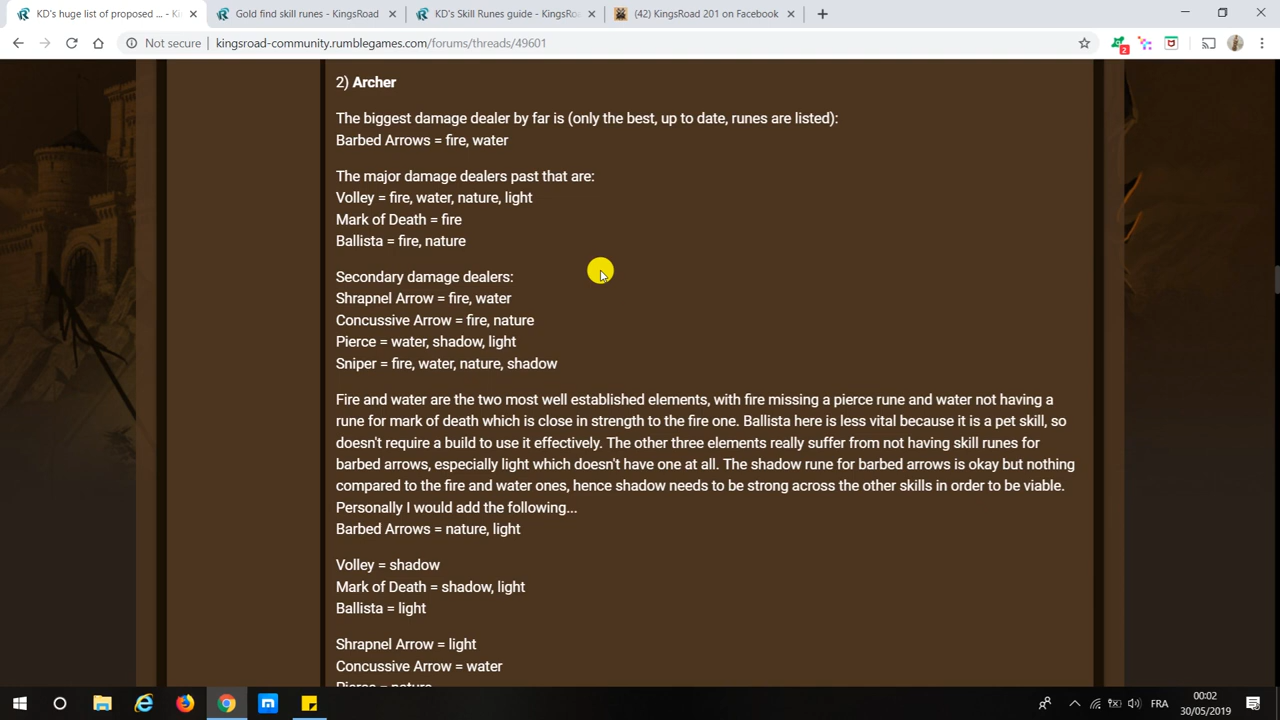 KD's huge list of proposed ... - Ki
Gold find skill runes - KingsRoad
KD's Skill Runes guide - KingsRo
(42) KingsRoad 201 on Facebook
Not secure
kingsroad-community.rumblegames.com/forums/threads/49601
2
2) Archer
The biggest damage dealer by far is (only the best, up to date, runes are listed):
Barbed Arrows = fire, water
The major damage dealers past that are:
Volley = fire, water, nature, light
Mark of Death = fire
Ballista = fire, nature
Secondary damage dealers:
Shrapnel Arrow = fire, water
Concussive Arrow = fire, nature
Pierce = water, shadow, light
Sniper = fire, water, nature, shadow
Fire and water are the two most well established elements, with fire missing a pierce rune and water not having a
rune for mark of death which is close in strength to the fire one. Ballista here is less vital because it is a pet skill, so
doesn't require a build to use it effectively. The other three elements really suffer from not having skill runes for
barbed arrows, especially light which doesn't have one at all. The shadow rune for barbed arrows is okay but nothing
compared to the fire and water ones, hence shadow needs to be strong across the other skills in order to be viable.
Personally I would add the following...
Barbed Arrows = nature, light
Volley = shadow
Mark of Death = shadow, light
Ballista = light
Shrapnel Arrow = light
Concussive Arrow = water
Pierce = nature
FRA
00:02
30/05/2019